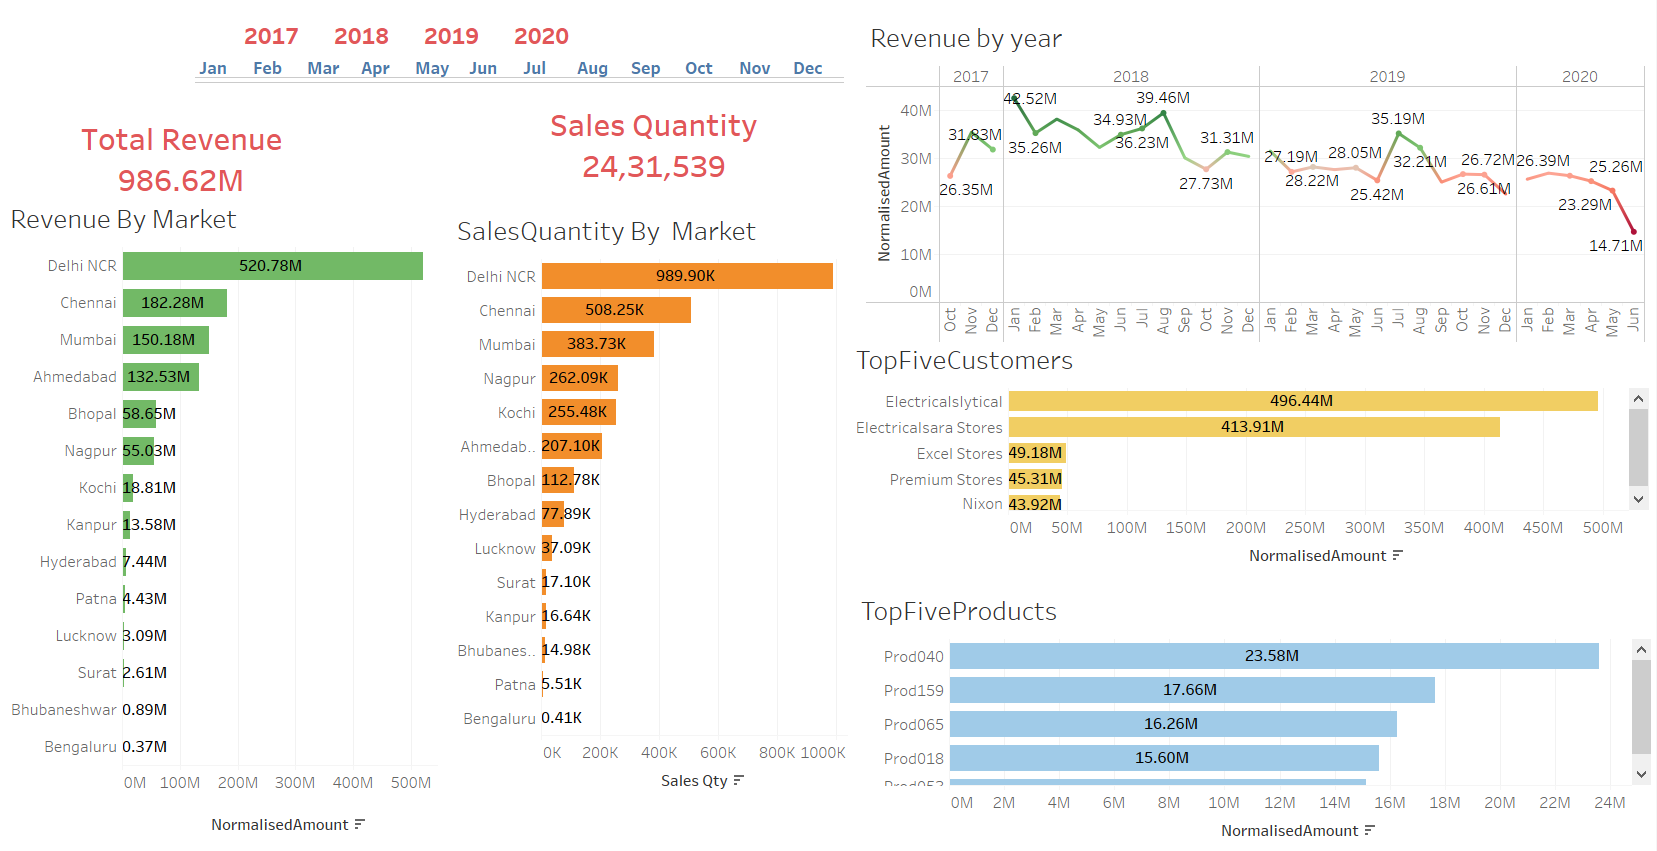 2017 2018 2019 2020
Jan Feb Mar Apr May Jun Jul Aug Sep Oct Nov Dec
Total Revenue
986.62M
Sales Quantity
24,31,539
Revenue By Market
Delhi NCR 520.78M
Chennai 182.28M
Mumbai 150.18M
Ahmedabad 132.53M
Bhopal 58.65M
Nagpur 55.03M
Kochi 18.81M
Kanpur 13.58M
Hyderabad 7.44M
Patna 4.43M
Lucknow 3.09M
Surat 2.61M
Bhubaneshwar 0.89M
Bengaluru 0.37M
0M 100M 200M 300M 400M 500M
NormalisedAmount
SalesQuantity By Market
Delhi NCR 989.90K
Chennai 508.25K
Mumbai 383.73K
Nagpur 262.09K
Kochi 255.48K
Ahmedab.. 207.10K
Bhopal 112.78K
Hyderabad 77.89K
Lucknow 37.09K
Surat 17.10K
Kanpur 16.64K
Bhubanes.. 14.98K
Patna 5.51K
Bengaluru 0.41K
0K 200K 400K 600K 800K 1000K
Sales Qty
Revenue by year
2017 2018 2019 2020
NormalisedAmount
40M
30M
20M
10M
0M
26.35M
31.83M
42.52M
35.26M
34.93M
36.23M
39.46M
27.73M
31.31M
27.19M
28.22M
28.05M
25.42M
35.19M
32.21M
26.72M
26.61M
26.39M
23.29M
25.26M
14.71M
Oct Nov Dec Jan Feb Mar Apr May Jun Jul Aug Sep Oct Nov Dec Jan Feb Mar Apr May Jun Jul Aug Sep Oct Nov Dec Jan Feb Mar Apr May Jun
TopFiveCustomers
Electricalslytical 496.44M
Electricalsara Stores 413.91M
Excel Stores 49.18M
Premium Stores 45.31M
Nixon 43.92M
0M 50M 100M 150M 200M 250M 300M 350M 400M 450M 500M
NormalisedAmount
TopFiveProducts
Prod040 23.58M
Prod159 17.66M
Prod065 16.26M
Prod018 15.60M
0M 2M 4M 6M 8M 10M 12M 14M 16M 18M 20M 22M 24M
NormalisedAmount